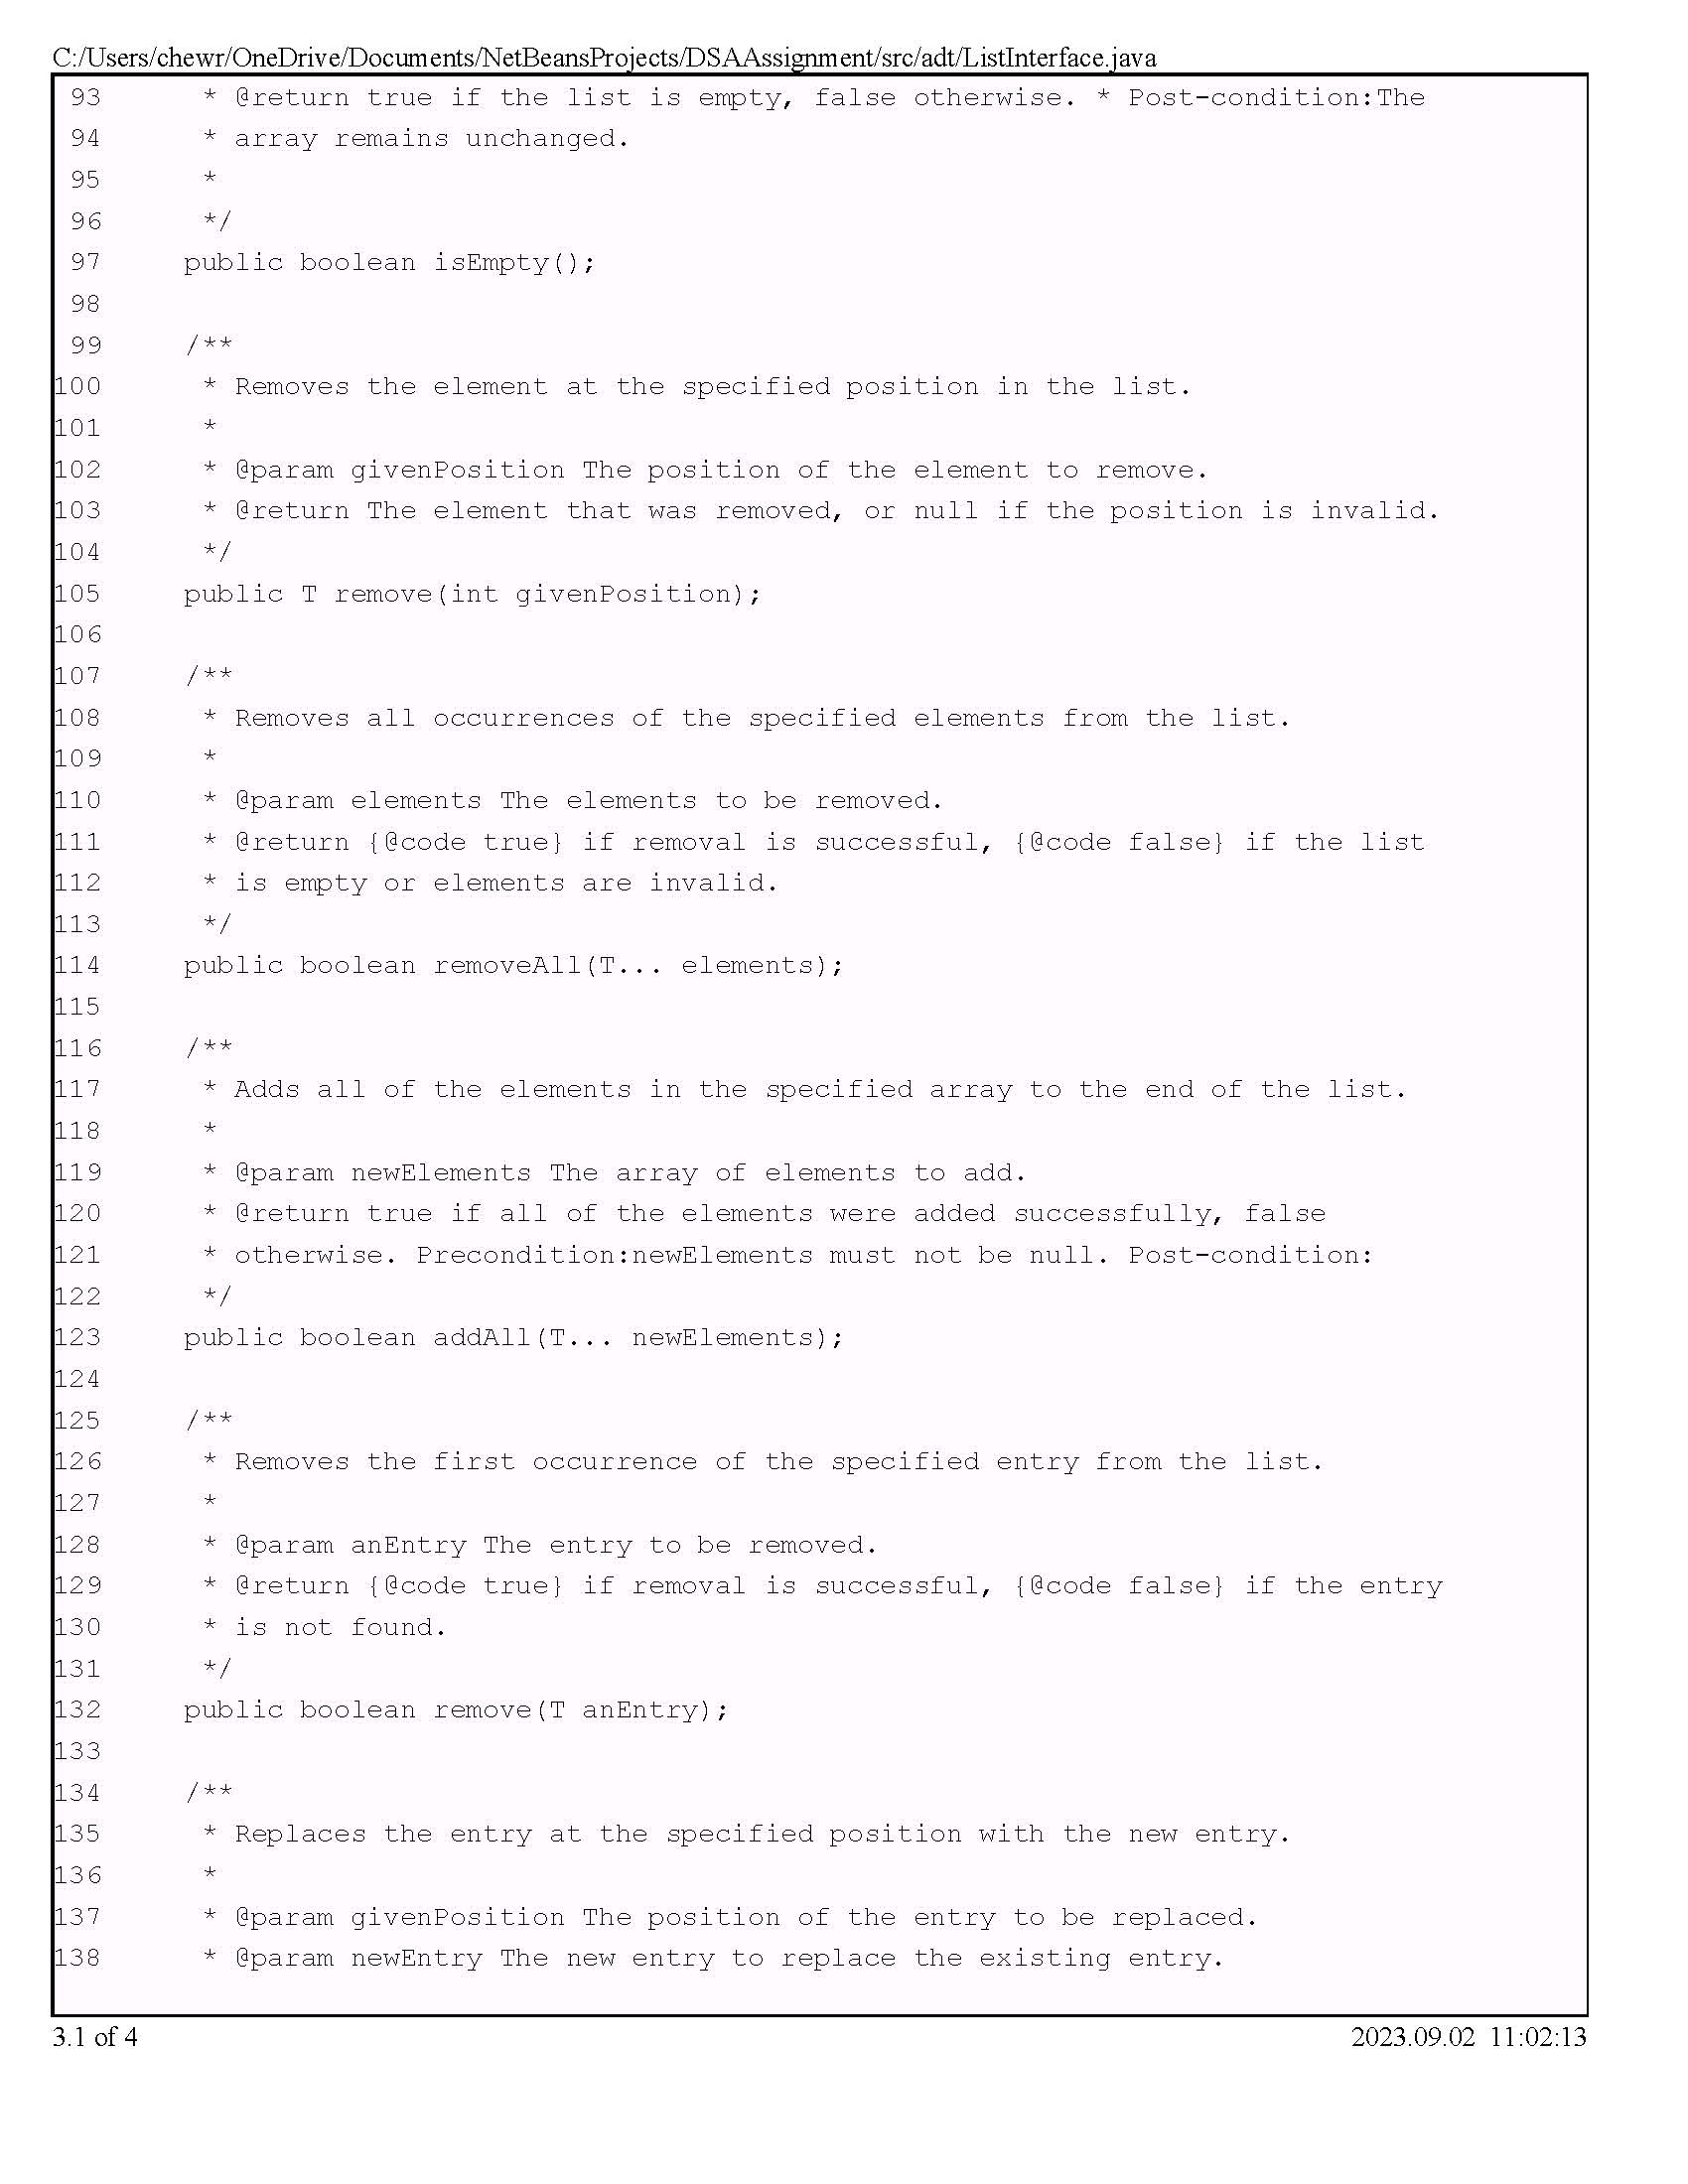 C:/Users/chewr/OneDrive/Documents/NetBeansProjects/DSAAssignment/src/adt/ListInterface.java
93 * @return true if the list is empty, false otherwise. * Post-condition:The
94 * array remains unchanged.
95 *
96 */
97 public boolean isEmpty();
98
99 /**
100 * Removes the element at the specified position in the list.
101 *
102 * @param givenPosition The position of the element to remove.
103 * @return The element that was removed, or null if the position is invalid.
104 */
105 public T remove(int givenPosition);
106
107 /**
108 * Removes all occurrences of the specified elements from the list.
109 *
110 * @param elements The elements to be removed.
111 * @return {@code true} if removal is successful, {@code false} if the list
112 * is empty or elements are invalid.
113 */
114 public boolean removeAll(T... elements);
115
116 /**
117 * Adds all of the elements in the specified array to the end of the list.
118 *
119 * @param newElements The array of elements to add.
120 * @return true if all of the elements were added successfully, false
121 * otherwise. Precondition:newElements must not be null. Post-condition:
122 */
123 public boolean addAll(T... newElements);
124
125 /**
126 * Removes the first occurrence of the specified entry from the list.
127 *
128 * @param anEntry The entry to be removed.
129 * @return {@code true} if removal is successful, {@code false} if the entry
130 * is not found.
131 */
132 public boolean remove(T anEntry);
133
134 /**
135 * Replaces the entry at the specified position with the new entry.
136 *
137 * @param givenPosition The position of the entry to be replaced.
138 * @param newEntry The new entry to replace the existing entry.
3.1 of 4 2023.09.02 11:02:13